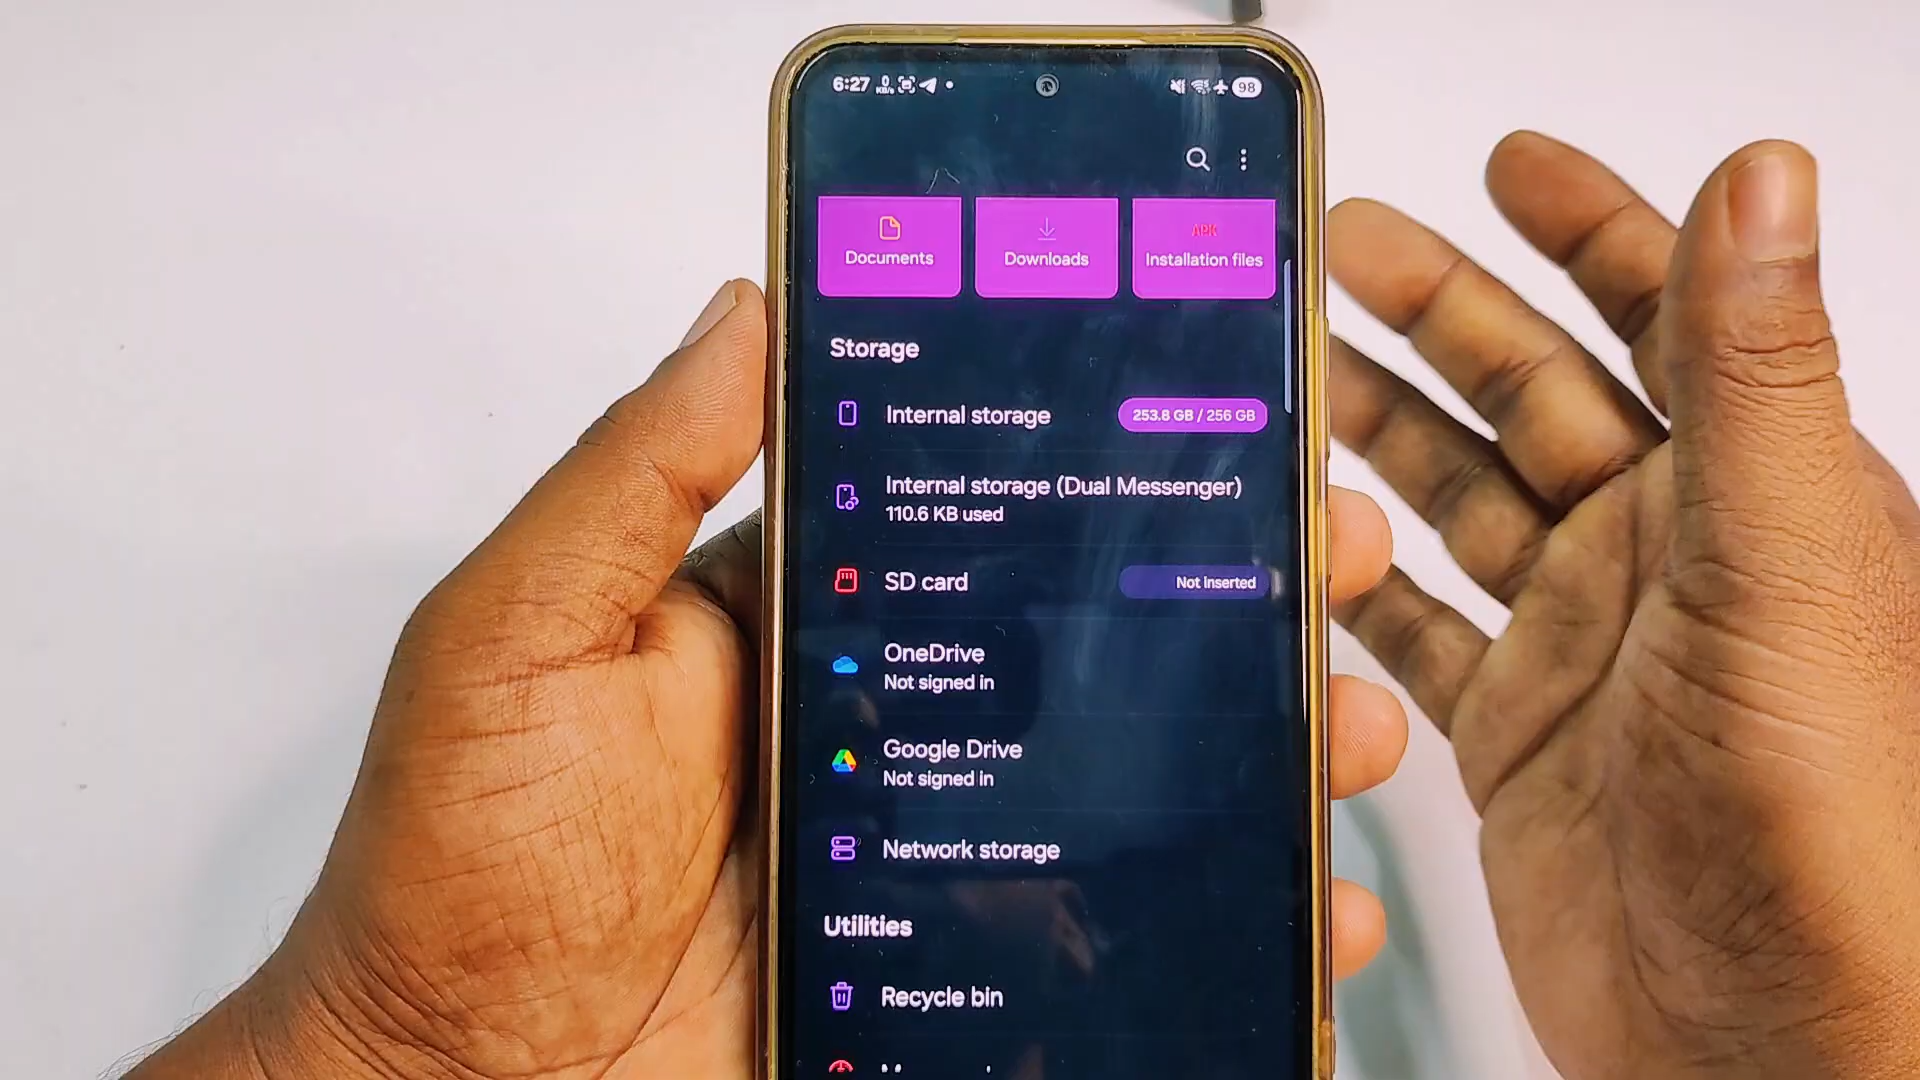 6:27
0
KB/s
98
Documents
Downloads
APK
Installation files
Storage
Internal storage
253.8 GB / 256 GB
Internal storage (Dual Messenger)
110.6 KB used
SD card
Not inserted
OneDrive
Not signed in
Google Drive
Not signed in
Network storage
Utilities
Recycle bin